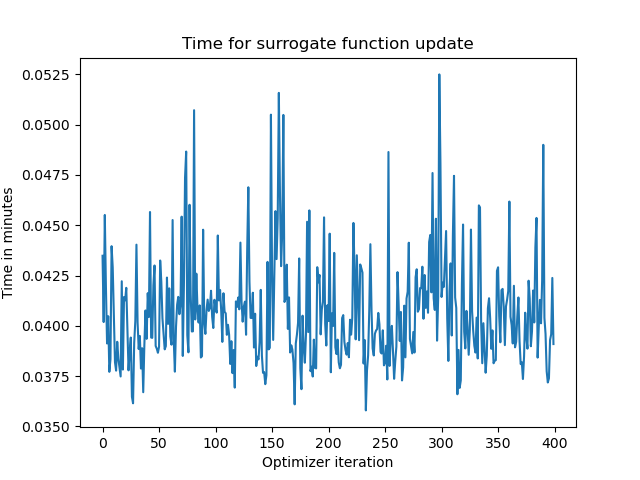 Time for surrogate function update
0.0525
0.0500
0.0475
0.0450
0.0425
0.0400
0.0375
0.0350
Time in minutes
0 50 100 150 200 250 300 350 400
Optimizer iteration